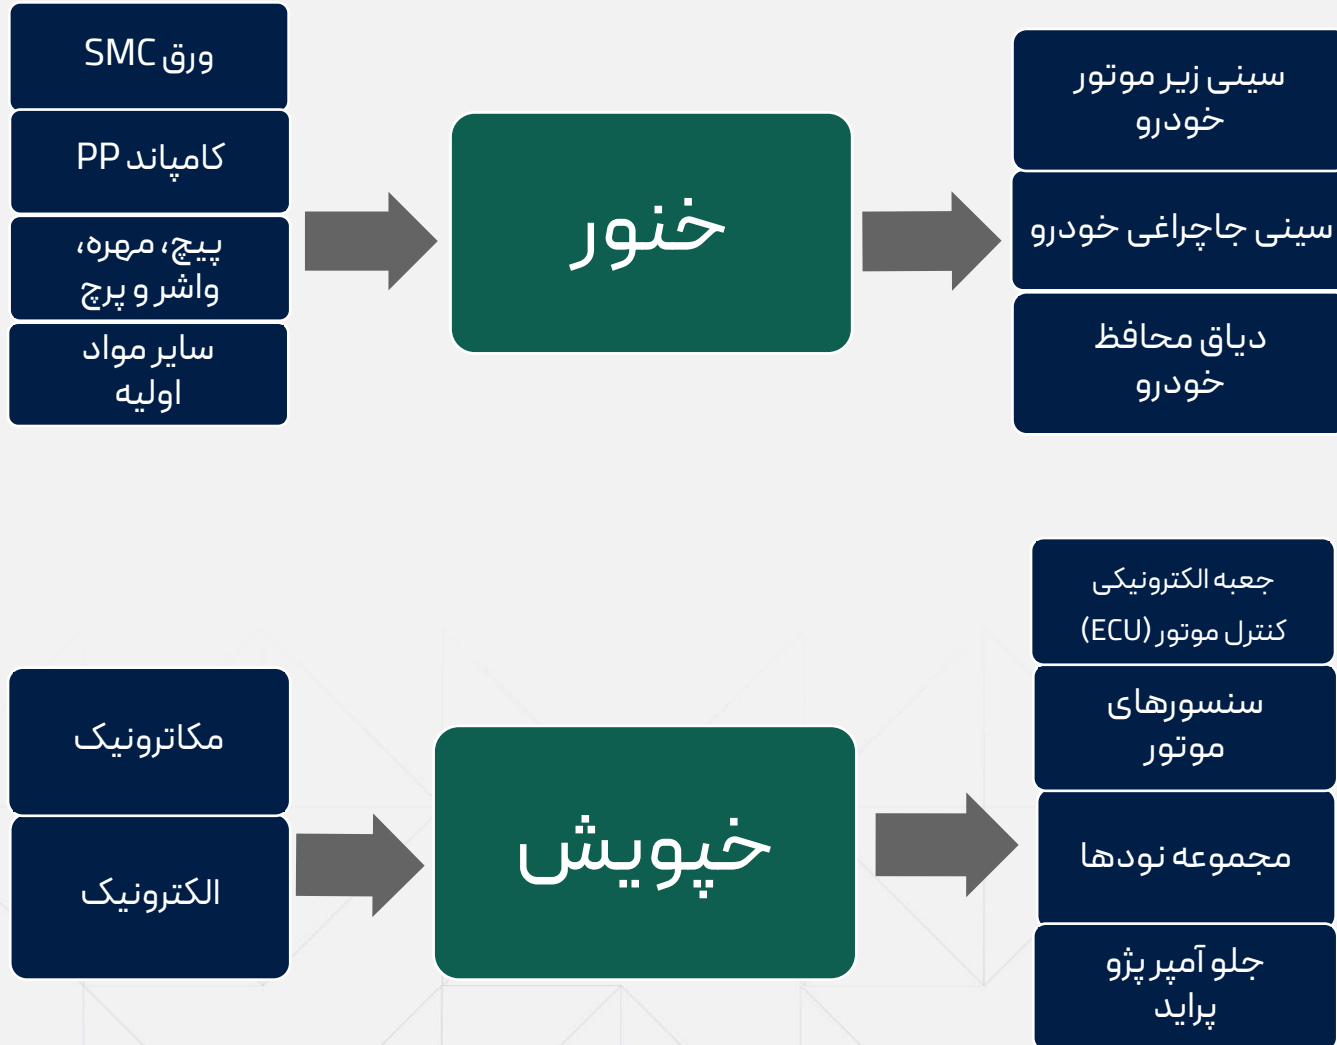 ورق SMC
کامپاند PP
پیچ، مهره،
واشر و پرچ
سایر مواد
اولیه
خنور
سینی زیر موتور
خودرو
سینی جاچراغی خودرو
دیاق محافظ
خودرو
مکاترونیک
الکترونیک
خپویش
جعبه الکترونیکی
کنترل موتور (ECU)
سنسورهای
موتور
مجموعه نودها
جلو آمپر پژو
پراید